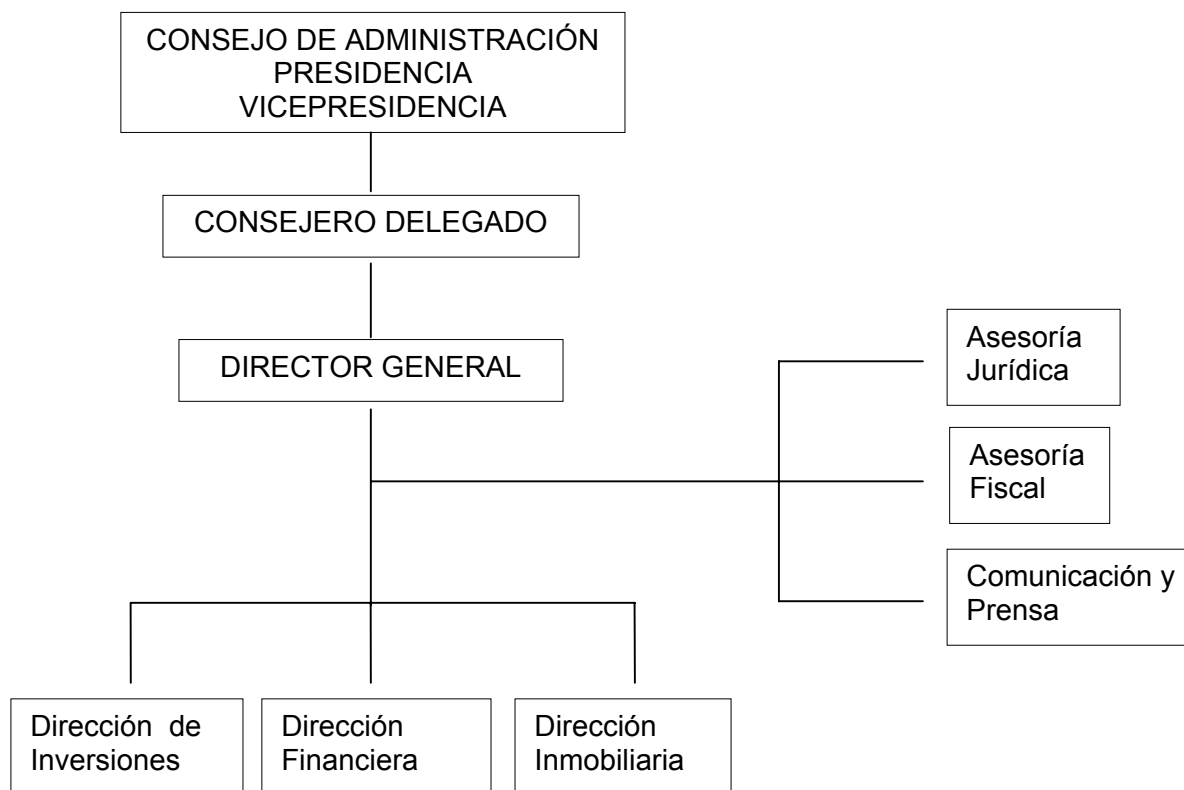 CONSEJO DE ADMINISTRACIÓN
PRESIDENCIA
VICEPRESIDENCIA
CONSEJERO DELEGADO
DIRECTOR GENERAL
Asesoría
Jurídica
Asesoría
Fiscal
Comunicación y
Prensa
Dirección de
Inversiones
Dirección
Financiera
Dirección
Inmobiliaria